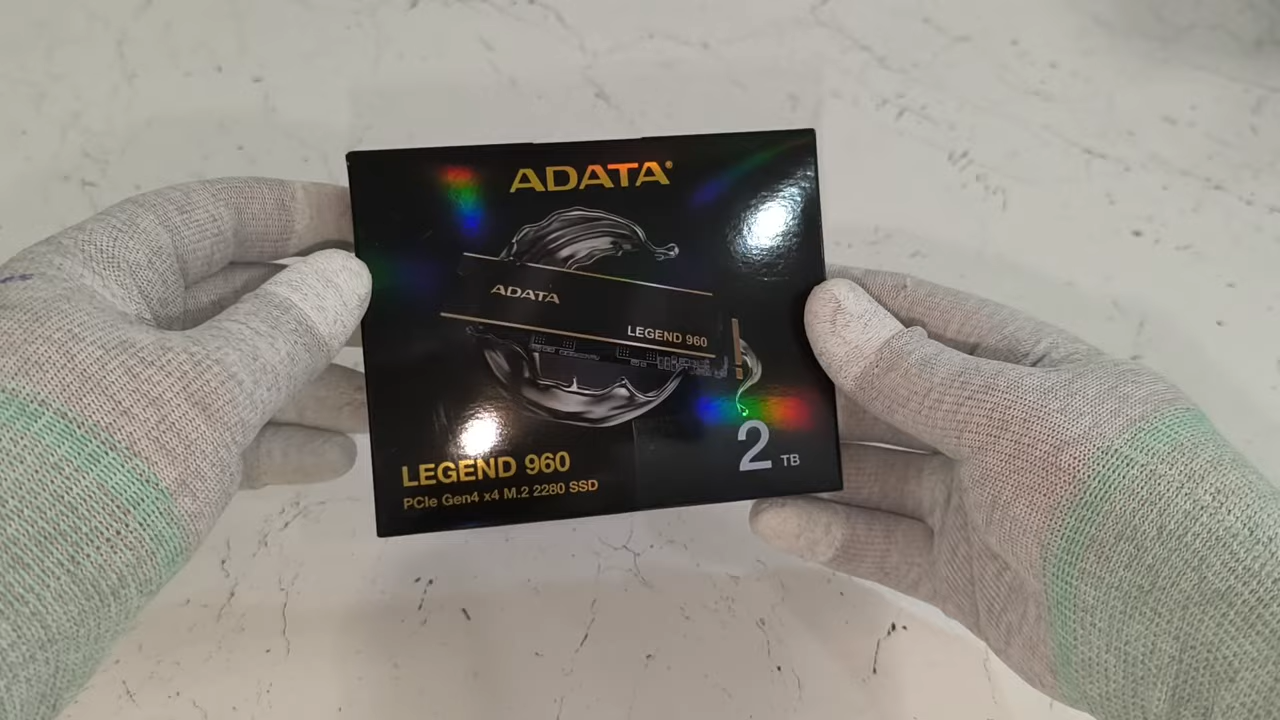 ADATA®
ADATA
LEGEND 960
LEGEND 960
PCIe Gen4 x4 M.2 2280 SSD
2 TB